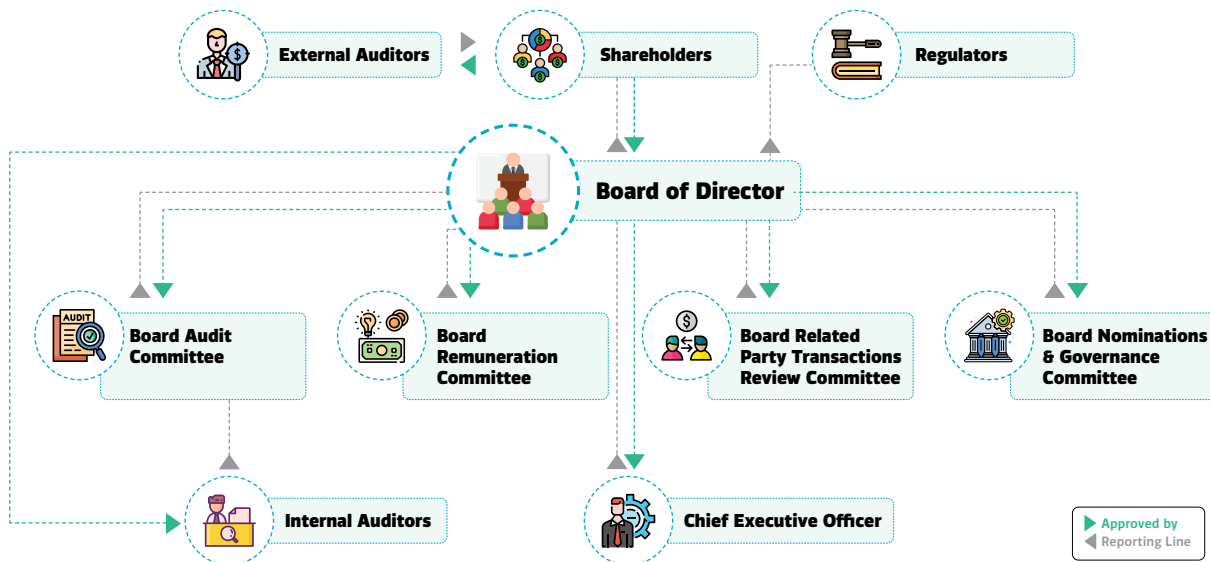 External Auditors
Shareholders
Regulators
Board of Director
AUDIT
Board Audit
Committee
Board
Remuneration
Committee
Board Related
Party Transactions
Review Committee
Board Nominations
& Governance
Committee
Internal Auditors
Chief Executive Officer
Approved by
Reporting Line